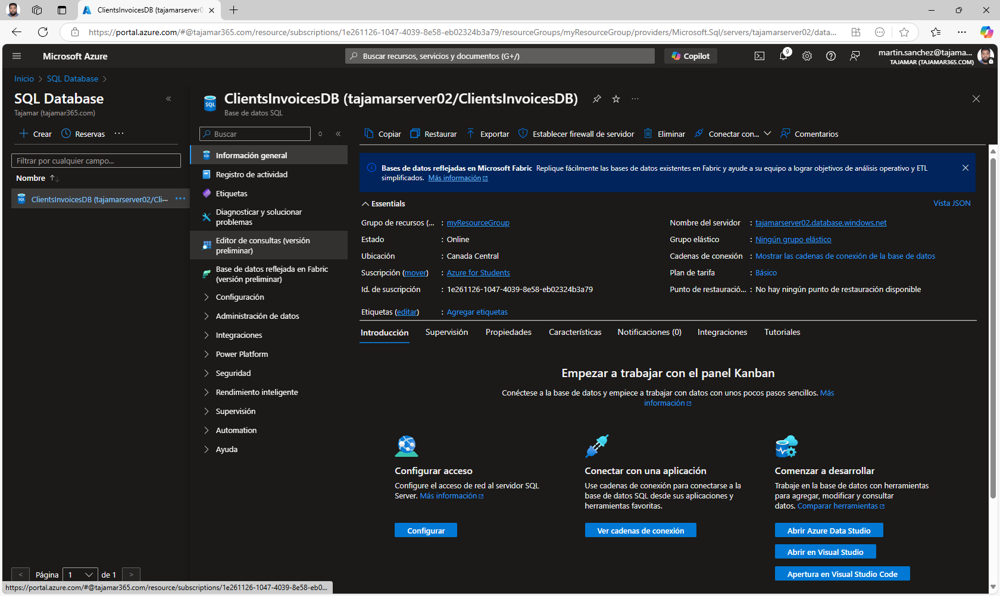 ClientsInvoicesDB (tajamarserver0
https://portal.azure.com/#@tajamar365.com/resource/subscriptions/1e261126-1047-4039-8e58-eb02324b3a79/resourceGroups/myResourceGroup/providers/Microsoft.Sql/servers/tajamarserver02/data...
Microsoft Azure
Buscar recursos, servicios y documentos (G+/)
Copilot
9
martin.sanchez@tajama...
TAJAMAR (TAJAMAR365.COM)
Inicio > SQL Database >
SQL Database
Tajamar (tajamar365.com)
Crear
Reservas
Filtrar por cualquier campo...
Nombre
SQL
ClientsInvoicesDB (tajamarserver02/Cli...
Página 1 de 1
https://portal.azure.com/#@tajamar365.com/resource/subscriptions/1e261126-1047-4039-8e58-eb0...
SQL
ClientsInvoicesDB (tajamarserver02/ClientsInvoicesDB)
Base de datos SQL
Buscar
Información general
Registro de actividad
Etiquetas
Diagnosticar y solucionar
problemas
Editor de consultas (versión
preliminar)
Base de datos reflejada en Fabric
(versión preliminar)
Configuración
Administración de datos
Integraciones
Power Platform
Seguridad
Rendimiento inteligente
Supervisión
Automation
Ayuda
Copiar
Restaurar
Exportar
Establecer firewall de servidor
Eliminar
Conectar con...
Comentarios
Bases de datos reflejadas en Microsoft Fabric Replique fácilmente las bases de datos existentes en Fabric y ayude a su equipo a lograr objetivos de análisis operativo y ETL
simplificados. Más información
Essentials
Vista JSON
Grupo de recursos (... : myResourceGroup
Estado : Online
Ubicación : Canada Central
Suscripción (mover) : Azure for Students
Id. de suscripción : 1e261126-1047-4039-8e58-eb02324b3a79
Etiquetas (editar) : Agregar etiquetas
Nombre del servidor : tajamarserver02.database.windows.net
Grupo elástico : Ningún grupo elástico
Cadenas de conexión : Mostrar las cadenas de conexión de la base de datos
Plan de tarifa : Básico
Punto de restauració... : No hay ningún punto de restauración disponible
Introducción
Supervisión
Propiedades
Características
Notificaciones (0)
Integraciones
Tutoriales
Empezar a trabajar con el panel Kanban
Conéctese a la base de datos y empiece a trabajar con datos con unos pocos pasos sencillos. Más
información
Configurar acceso
Configure el acceso de red al servidor SQL
Server. Más información
Configurar
Conectar con una aplicación
Use cadenas de conexión para conectarse a la
base de datos SQL desde sus aplicaciones y
herramientas favoritas.
Ver cadenas de conexión
Comenzar a desarrollar
Trabaje en la base de datos con herramientas
para agregar, modificar y consultar
datos. Comparar herramientas
Abrir Azure Data Studio
Abrir en Visual Studio
Apertura en Visual Studio Code